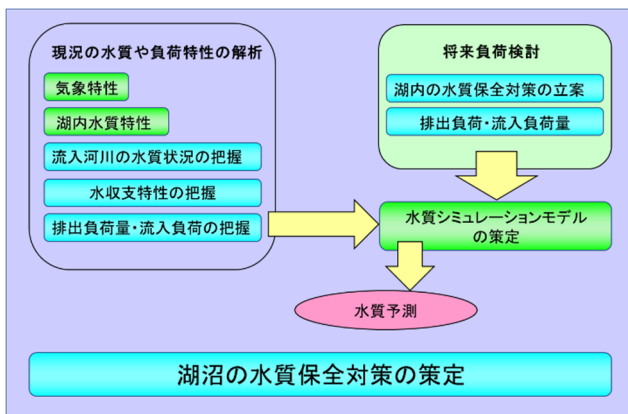 現況の水質や負荷特性の解析
気象特性
湖内水質特性
流入河川の水質状況の把握
水収支特性の把握
排出負荷量・流入負荷の把握
将来負荷検討
湖内の水質保全対策の立案
排出負荷・流入負荷量
水質シミュレーションモデル
の策定
水質予測
湖沼の水質保全対策の策定